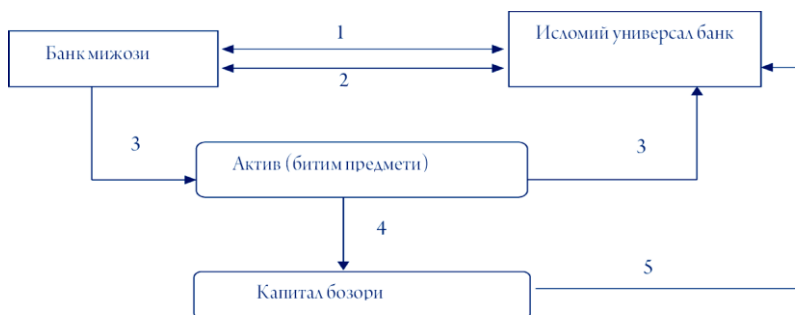 1
Исломий универсал банк
Банк мижози
2
3
3
Актив (битим предмети)
4
5
Капитал бозори